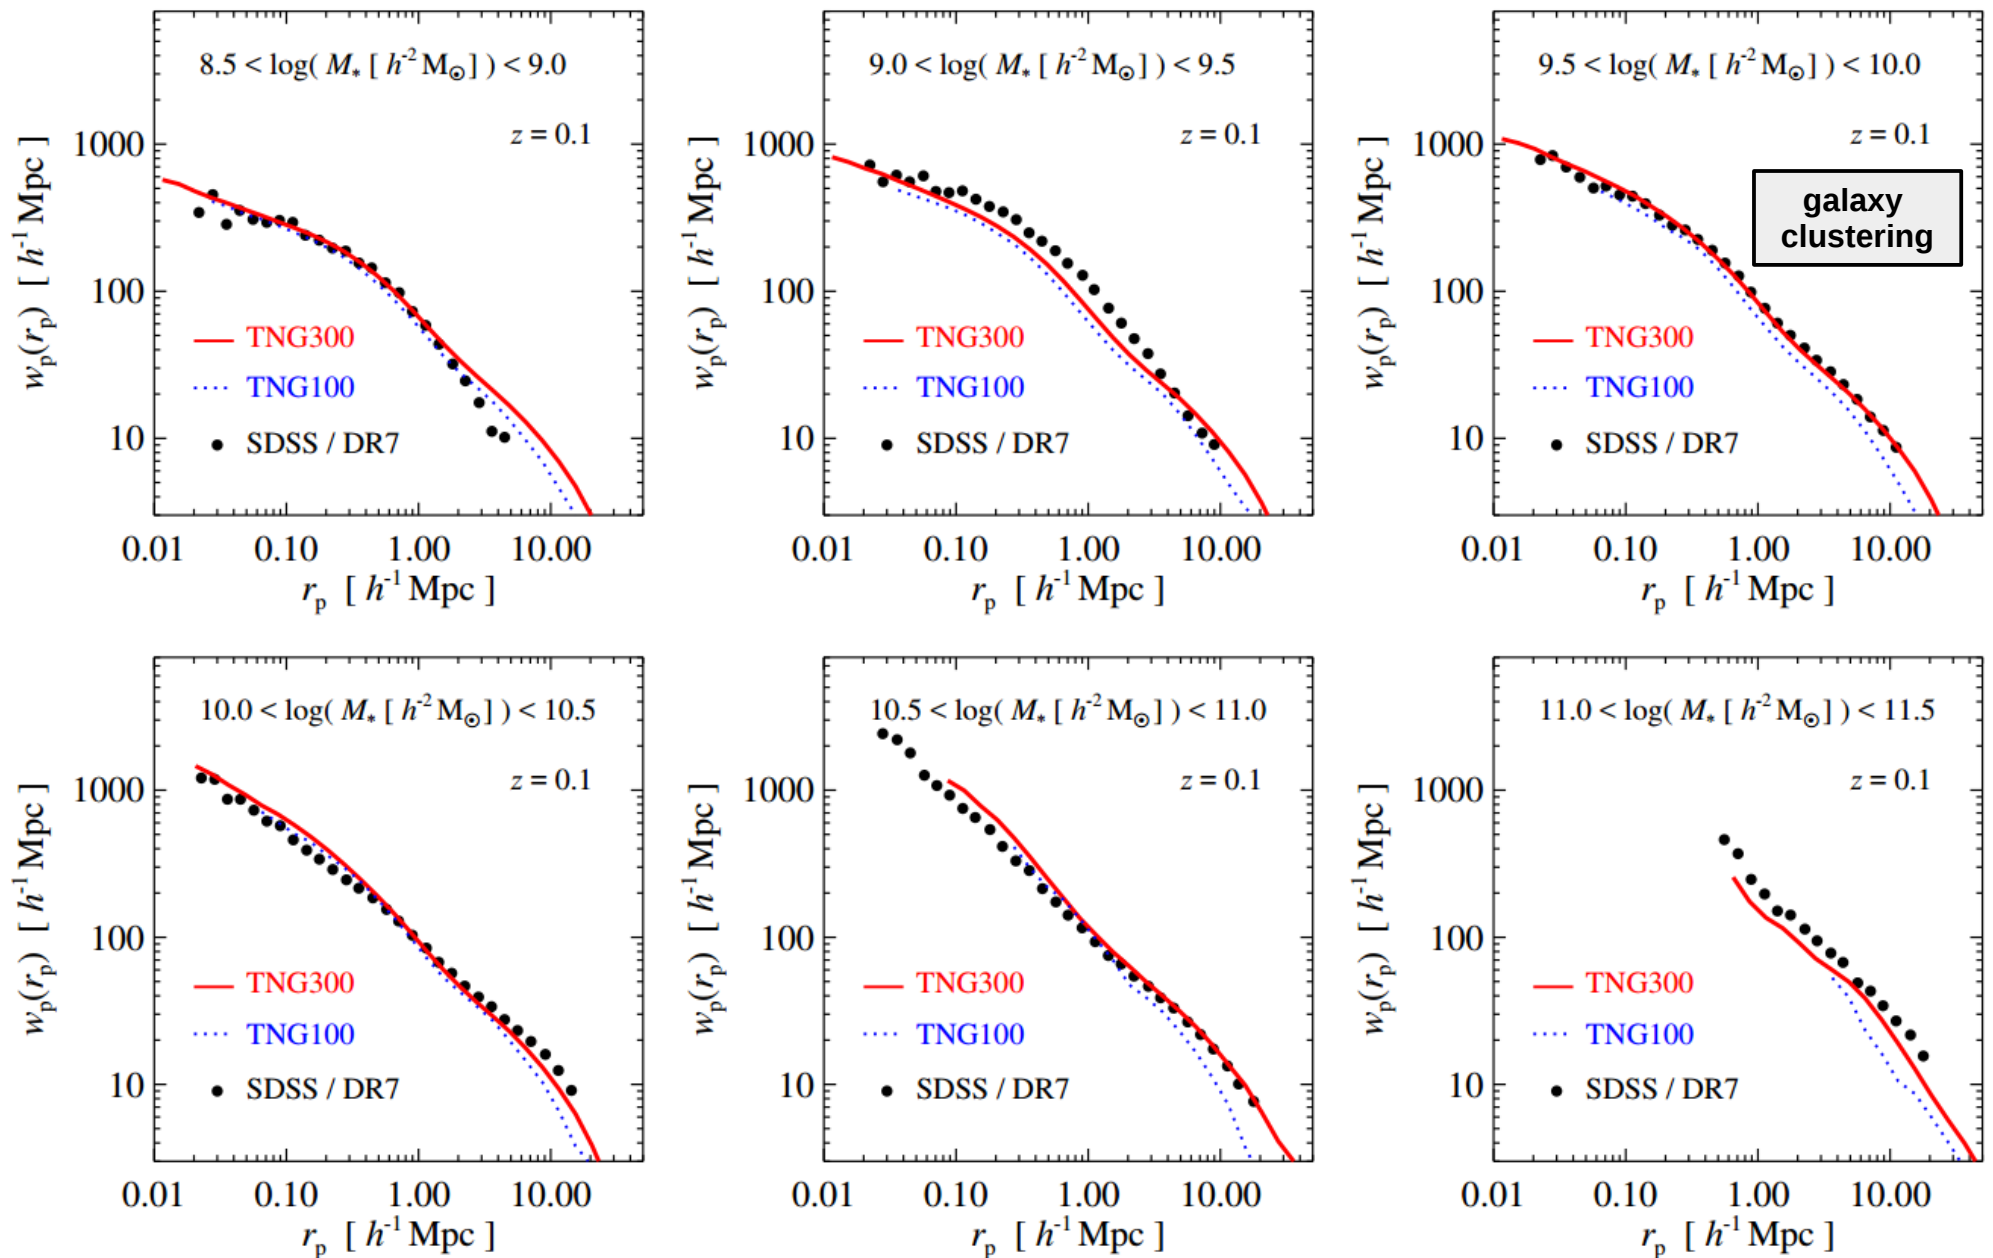 8.5 < log( M* [ h⁻² M☉ ] ) < 9.0
z = 0.1
wp(rp) [ h⁻¹ Mpc ]
1000
100
10
TNG300
TNG100
SDSS / DR7
0.01 0.10 1.00 10.00
rp [ h⁻¹ Mpc ]
9.0 < log( M* [ h⁻² M☉ ] ) < 9.5
z = 0.1
wp(rp) [ h⁻¹ Mpc ]
1000
100
10
TNG300
TNG100
SDSS / DR7
0.01 0.10 1.00 10.00
rp [ h⁻¹ Mpc ]
9.5 < log( M* [ h⁻² M☉ ] ) < 10.0
z = 0.1
galaxy
clustering
wp(rp) [ h⁻¹ Mpc ]
1000
100
10
TNG300
TNG100
SDSS / DR7
0.01 0.10 1.00 10.00
rp [ h⁻¹ Mpc ]
10.0 < log( M* [ h⁻² M☉ ] ) < 10.5
z = 0.1
wp(rp) [ h⁻¹ Mpc ]
1000
100
10
TNG300
TNG100
SDSS / DR7
0.01 0.10 1.00 10.00
rp [ h⁻¹ Mpc ]
10.5 < log( M* [ h⁻² M☉ ] ) < 11.0
z = 0.1
wp(rp) [ h⁻¹ Mpc ]
1000
100
10
TNG300
TNG100
SDSS / DR7
0.01 0.10 1.00 10.00
rp [ h⁻¹ Mpc ]
11.0 < log( M* [ h⁻² M☉ ] ) < 11.5
z = 0.1
wp(rp) [ h⁻¹ Mpc ]
1000
100
10
TNG300
TNG100
SDSS / DR7
0.01 0.10 1.00 10.00
rp [ h⁻¹ Mpc ]